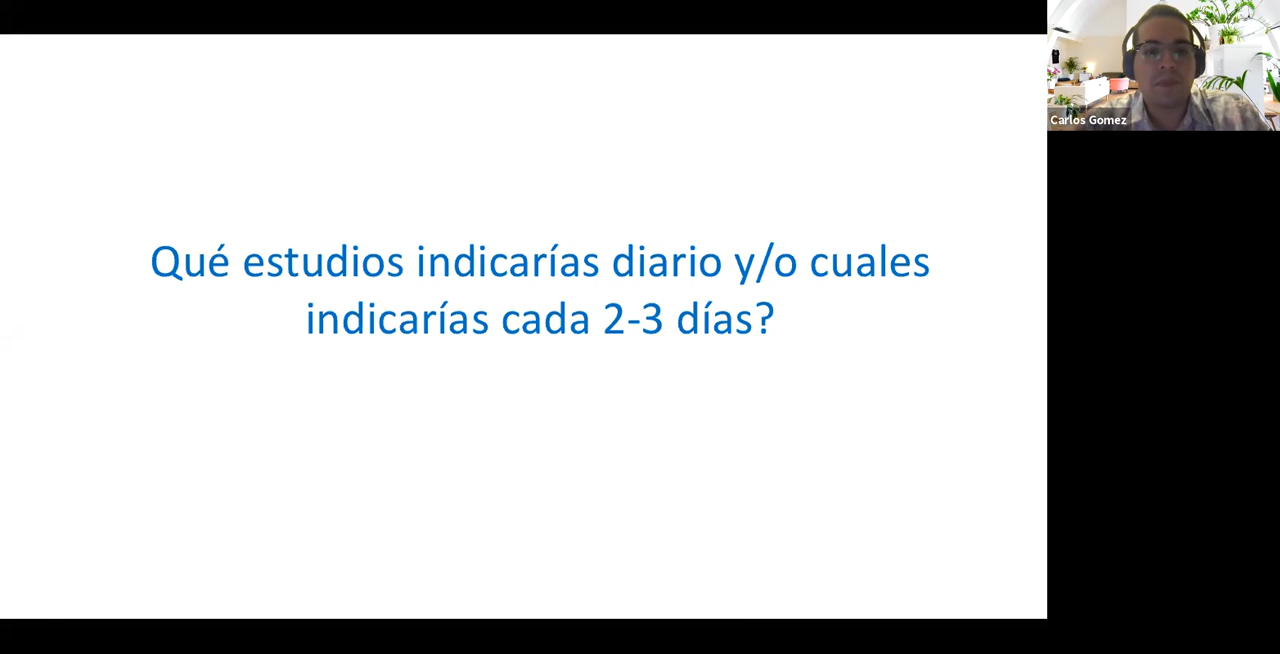 Qué estudios indicarías diario y/o cuales
indicarías cada 2-3 días?
Carlos Gomez